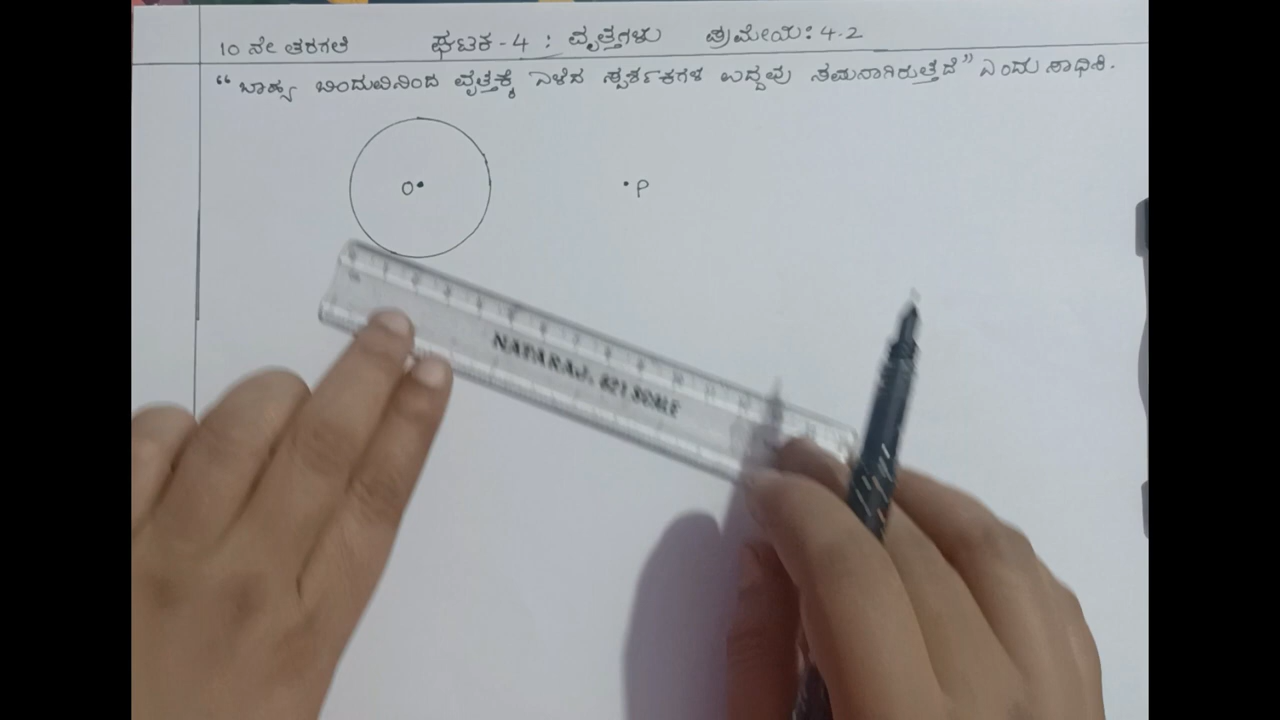 10 ನೇ ತರಗತಿ ಘಟಕ - 4 : ವೃತ್ತಗಳು ಪ್ರಮೇಯ: 4.2
“ ಬಾಹ್ಯ ಬಿಂದುವಿನಿಂದ ವೃತ್ತಕ್ಕೆ ಎಳೆದ ಸ್ಪರ್ಶಕಗಳ ಉದ್ದವು ಸಮನಾಗಿರುತ್ತದೆ” ಎಂದು ಸಾಧಿಸಿ.
O P
NATARAJ 621 SCALE